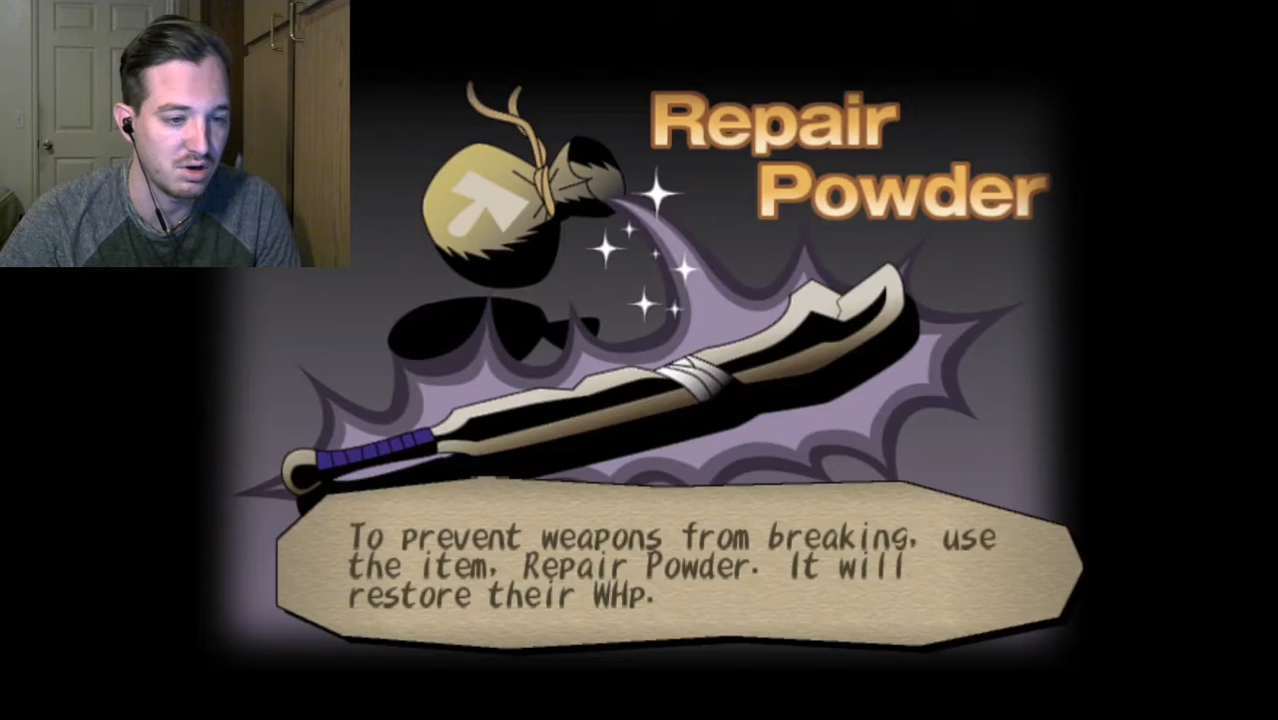 Repair
Powder
To prevent weapons from breaking, use
the item, Repair Powder. It will
restore their WHp.